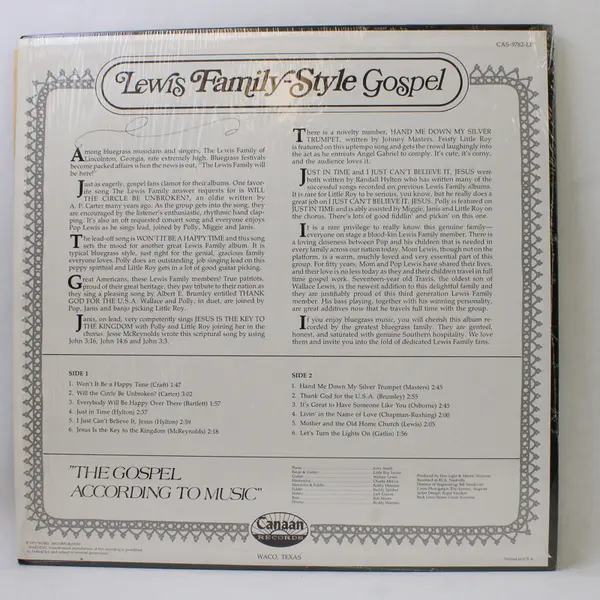 CAS-9782-LP
Lewis Family-Style Gospel
Among bluegrass musicians and singers, The Lewis Family of
Lincolnton, Georgia, rate extremely high. Bluegrass festivals
become packed affairs when the news is out, "The Lewis Family will
be here!"
Just as eagerly, gospel fans clamor for their albums. One favor-
ite song The Lewis Family answer requests for is WILL
THE CIRCLE BE UNBROKEN?, an oldie written by
A. P. Carter many years ago. As the group gets into the song, they
are encouraged by the listener's enthusiastic, rhythmic hand clap-
ping. It's also an oft requested concert song and everyone enjoys
Pop Lewis as he sings lead, joined by Polly, Miggie and Janis.
The lead-off song is WON'T IT BE A HAPPY TIME and this song
sets the mood for another great Lewis Family album. It is
typical bluegrass style, just right for the genial, gracious family
everyone loves. Polly does an outstanding job singing lead on this
peppy spiritual and Little Roy gets in a lot of good guitar picking.
Great Americans, these Lewis Family members! True patriots,
proud of their great heritage, they pay tribute to their nation as
they sing a pleasing song by Albert E. Brumley entitled THANK
GOD FOR THE U.S.A. Wallace and Polly, in duet, are joined by
Pop, Janis and banjo picking Little Roy.
Janis, on lead, very competently sings JESUS IS THE KEY TO
THE KINGDOM with Polly and Little Roy joining her in the
chorus. Jesse McReynolds wrote this scriptural song by using
John 3:16, John 14:6 and John 3:3.
There is a novelty number, HAND ME DOWN MY SILVER
TRUMPET, written by Johnny Masters. Feisty Little Roy
is featured on this uptempo song and gets the crowd laughingly into
the act as he entreats Angel Gabriel to comply. It's cute, it's corny,
and the audience loves it.
JUST IN TIME and I JUST CAN'T BELIEVE IT, JESUS were
both written by Randall Hylton who has written many of the
successful songs recorded on previous Lewis Family albums.
It is rare for Little Roy to be serious, you know, but he really does a
great job on I JUST CAN'T BELIEVE IT, JESUS. Polly is featured on
JUST IN TIME and is ably assisted by Miggie, Janis and Little Roy on
the chorus. There's lots of good fiddlin' and pickin' on this one.
It is a rare privilege to really know this genuine family—
everyone on stage a blood-kin Lewis Family Member. There is
a loving closeness between Pop and his children that is needed in
every family across our nation today. Mom Lewis, though not on the
platform, is a warm, muchly loved and very essential part of this
group. For fifty years, Mom and Pop Lewis have shared their lives,
and their love is no less today as they and their children travel in full
time gospel work. Seventeen-year old Travis, the oldest son of
Wallace Lewis, is the newest addition to this delightful family and
they are justifiably proud of this third generation Lewis Family
Member. His bass playing, together with his warming personality,
are great additives now that he travels full time with the group.
If you enjoy bluegrass music, you will cherish this album re-
corded by the greatest bluegrass family. They are genteel,
honest, and saturated with genuine Southern hospitality. We love
them and invite you into the fold of dedicated Lewis Family fans.
SIDE 1
1. Won't It Be a Happy Time (Craft) 1:47
2. Will the Circle Be Unbroken? (Carter) 3:02
3. Everybody Will Be Happy Over There (Bartlett) 1:57
4. Just in Time (Hylton) 2:37
5. I Just Can't Believe It, Jesus (Hylton) 2:59
6. Jesus Is the Key to the Kingdom (McReynolds) 2:18
SIDE 2
1. Hand Me Down My Silver Trumpet (Masters) 2:45
2. Thank God for the U.S.A. (Brumley) 2:55
3. It's Great to Have Someone Like You (Osborne) 2:45
4. Livin' in the Name of Love (Chapman-Rushing) 2:00
5. Mother and the Old Home Church (Lewis) 2:05
6. Let's Turn the Lights On (Gatlin) 1:56
"THE GOSPEL
ACCORDING TO MUSIC"
Canaan
RECORDS
WACO, TEXAS